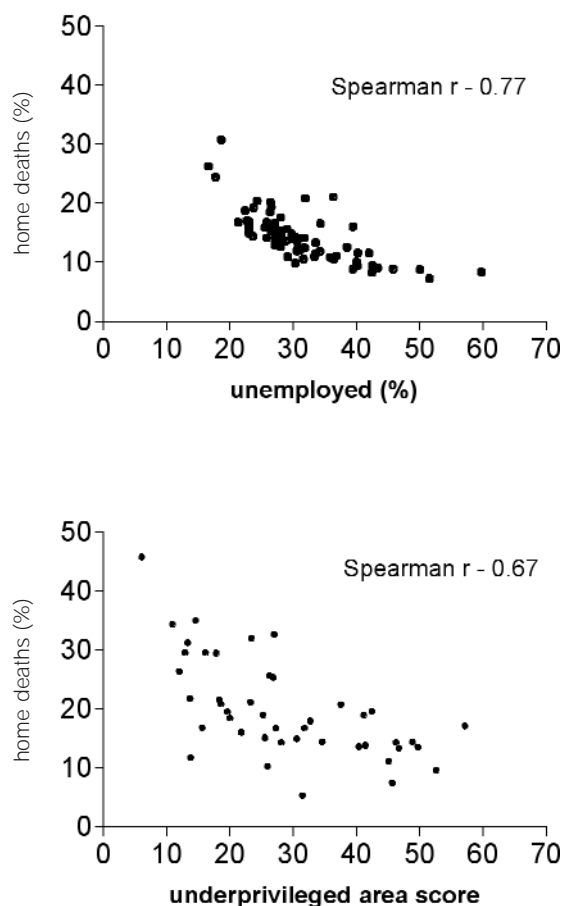 50
40
30
20
10
0
home deaths (%)
Spearman r - 0.77
0 10 20 30 40 50 60 70
unemployed (%)
50
40
30
20
10
0
home deaths (%)
Spearman r - 0.67
0 10 20 30 40 50 60 70
underprivileged area score